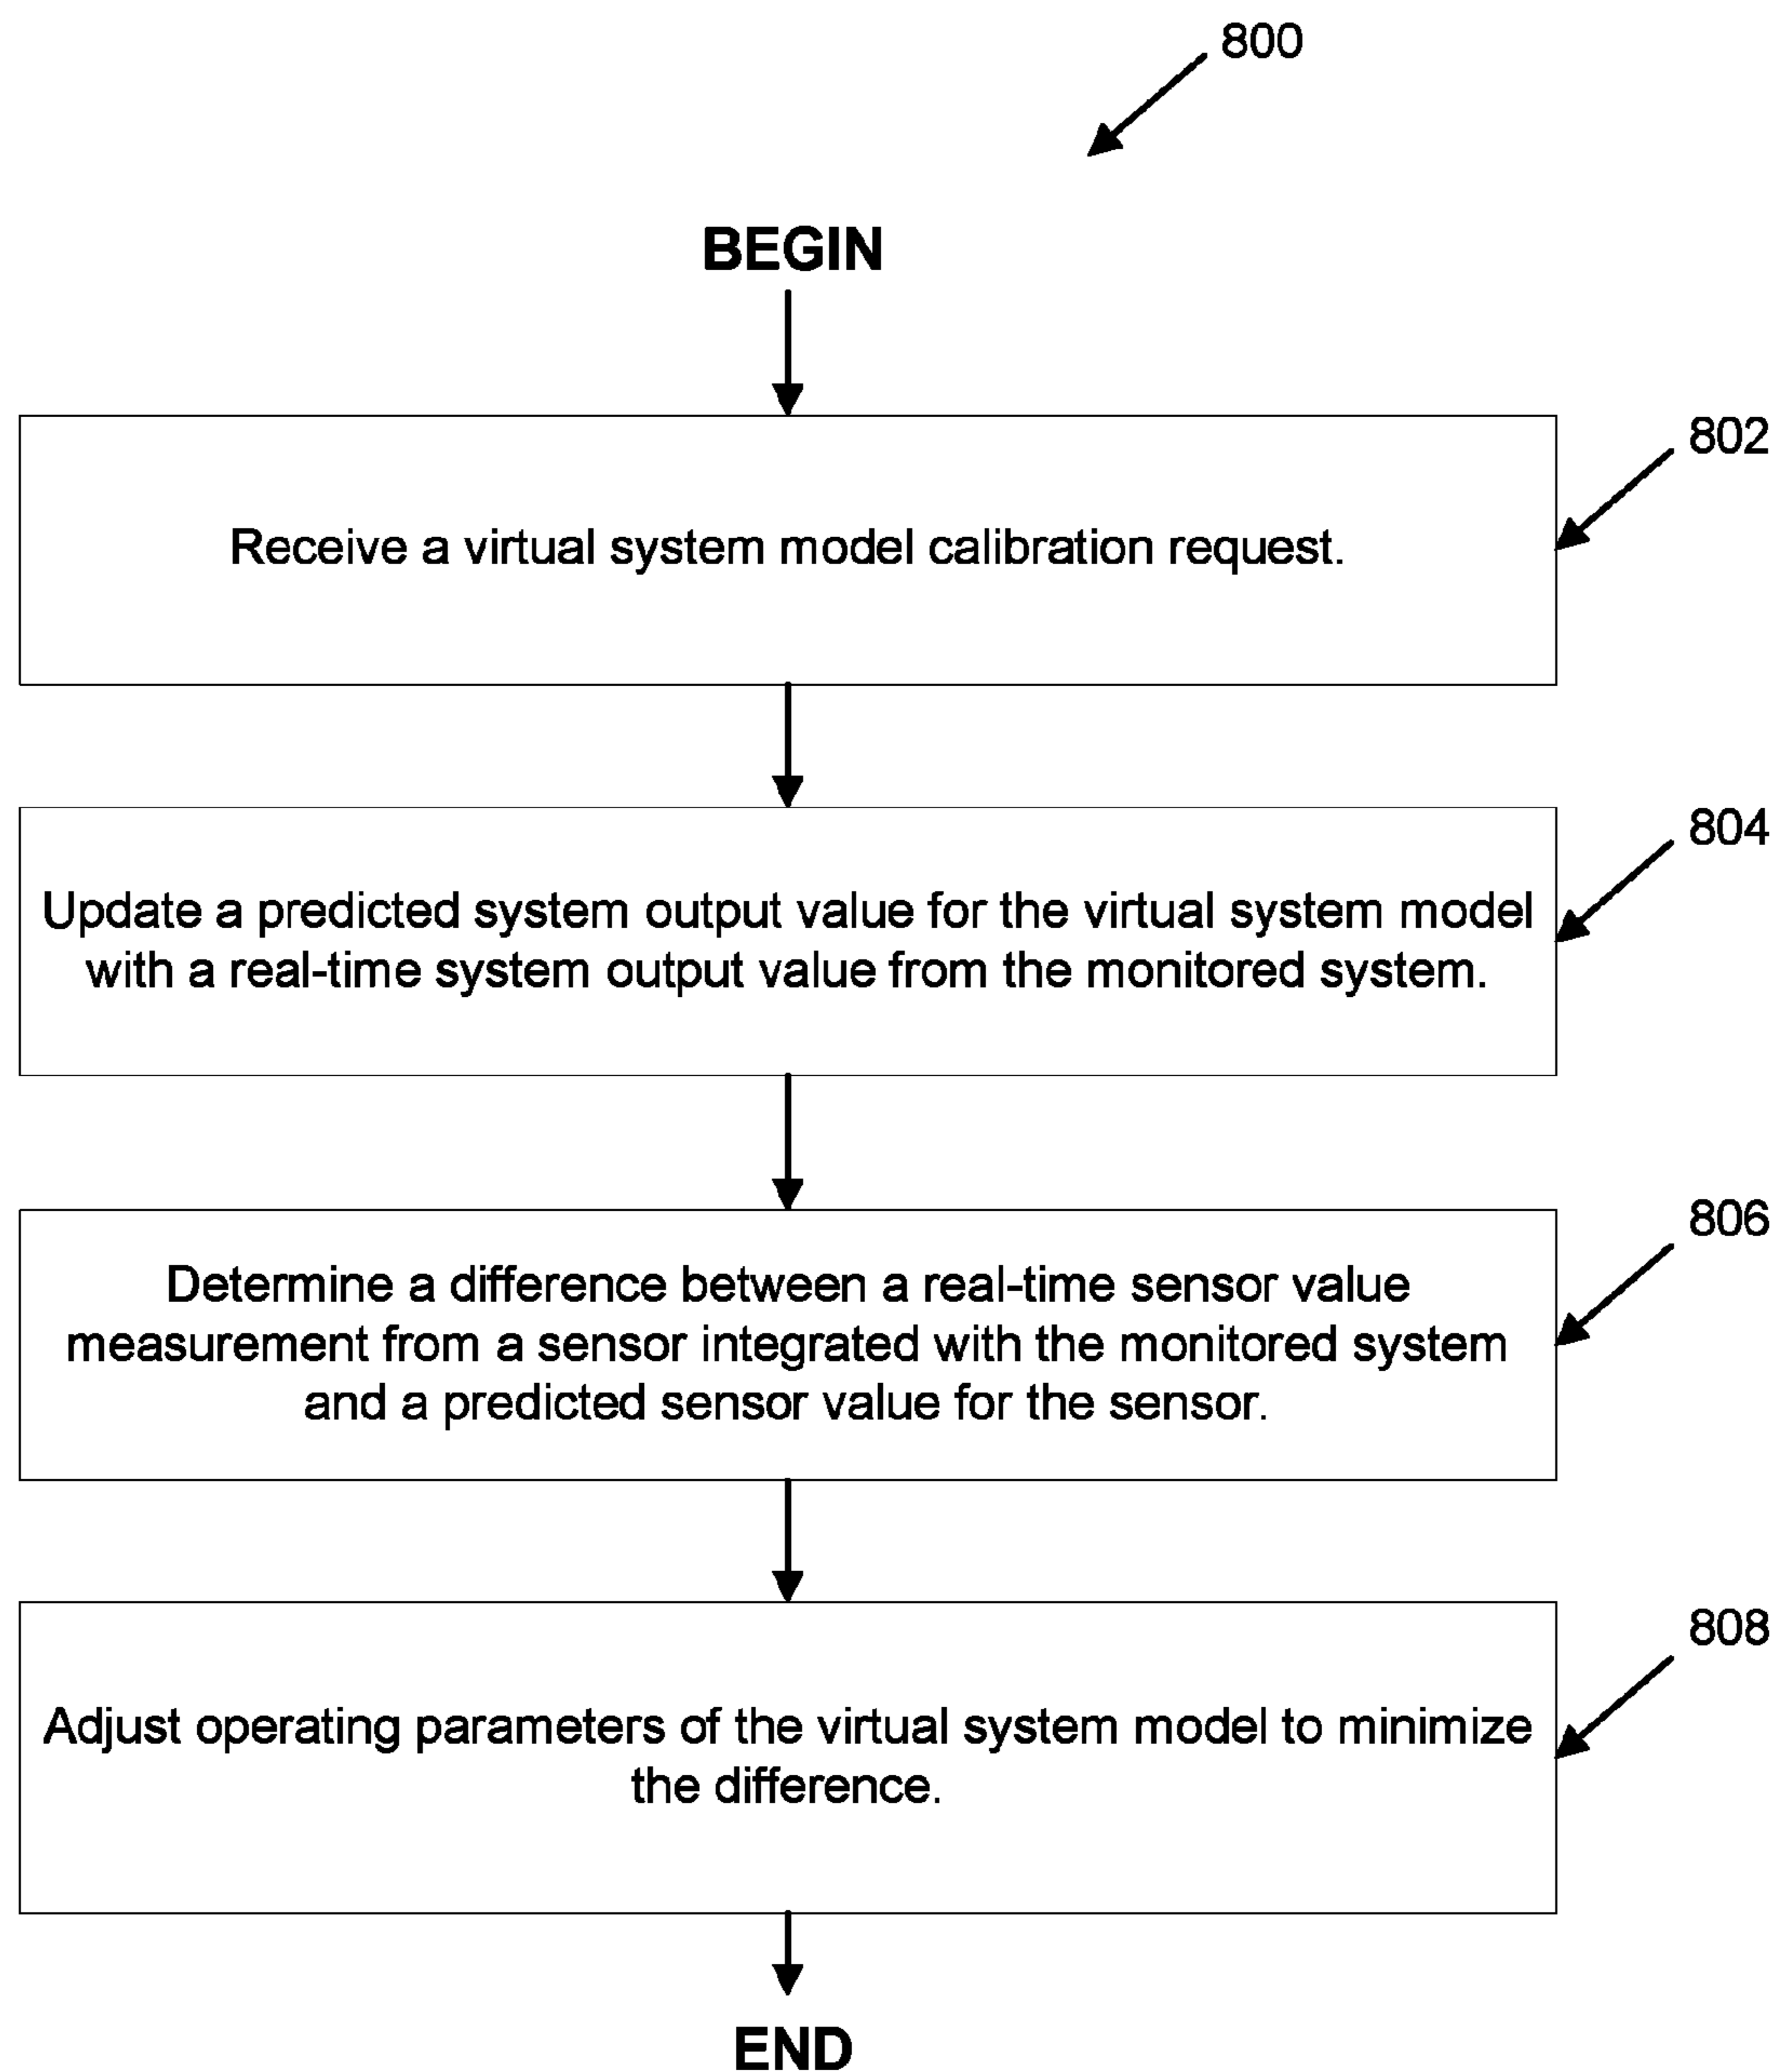 800
BEGIN
802
Receive a virtual system model calibration request.
804
Update a predicted system output value for the virtual system model
with a real-time system output value from the monitored system.
806
Determine a difference between a real-time sensor value
measurement from a sensor integrated with the monitored system
and a predicted sensor value for the sensor.
808
Adjust operating parameters of the virtual system model to minimize
the difference.
END